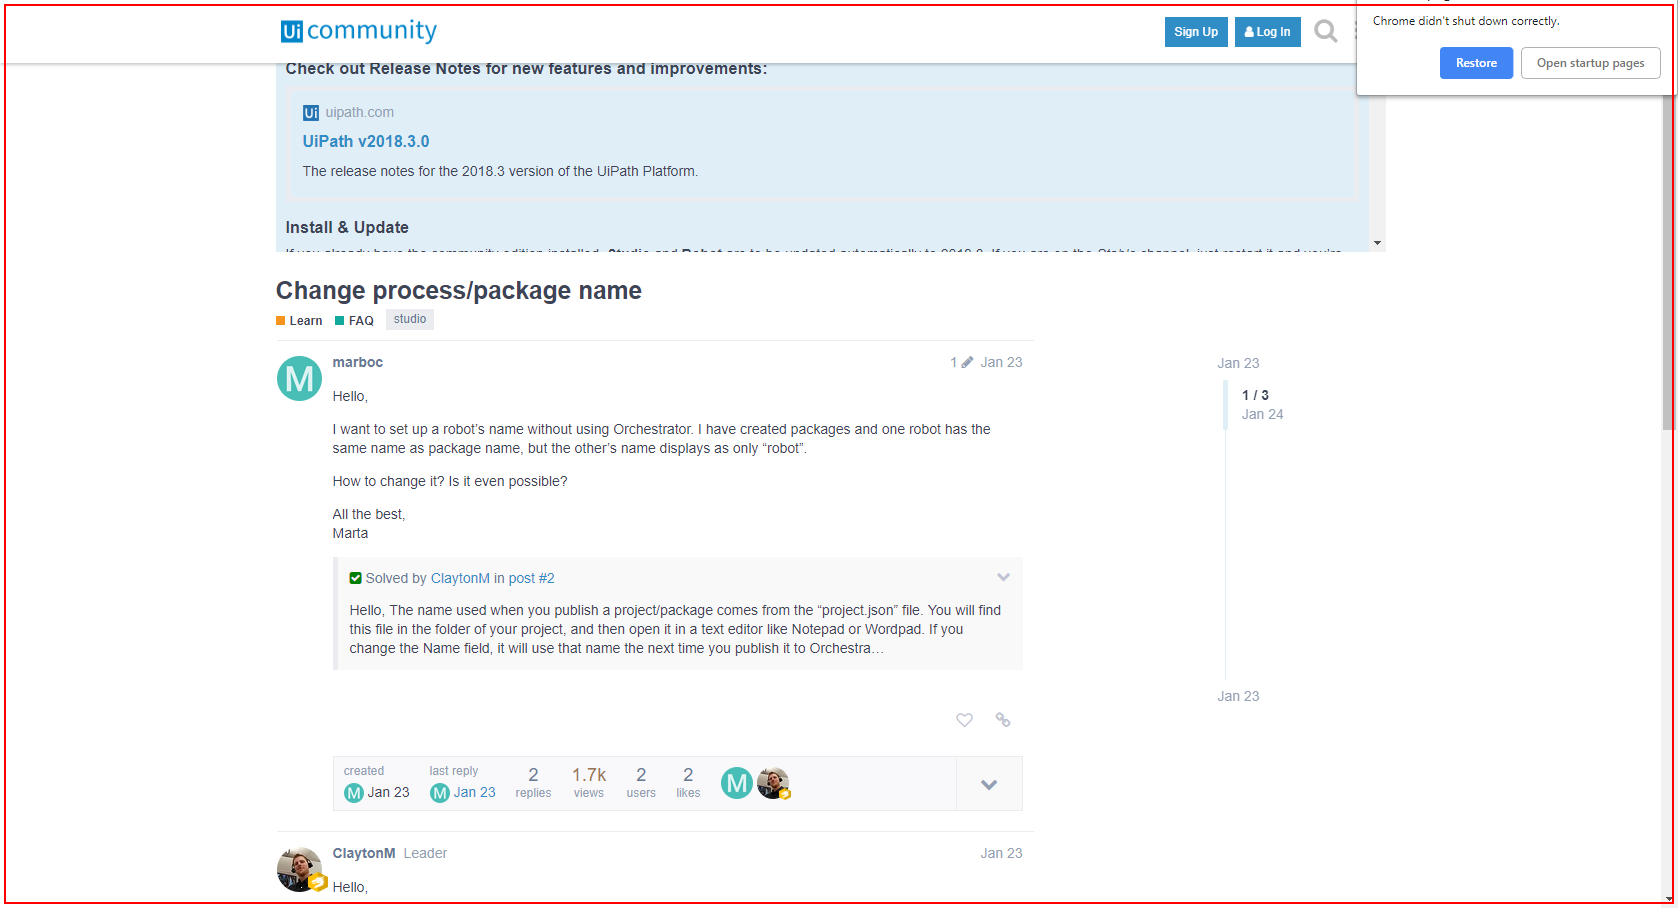 Ui community
Sign Up
Log In
Chrome didn't shut down correctly.
Restore
Open startup pages
Check out Release Notes for new features and improvements:
Ui uipath.com
UiPath v2018.3.0
The release notes for the 2018.3 version of the UiPath Platform.
Install & Update
Change process/package name
Learn FAQ studio
M marboc 1 Jan 23
Hello,
I want to set up a robot’s name without using Orchestrator. I have created packages and one robot has the
same name as package name, but the other’s name displays as only “robot”.
How to change it? Is it even possible?
All the best,
Marta
Solved by ClaytonM in post #2
Hello, The name used when you publish a project/package comes from the “project.json” file. You will find
this file in the folder of your project, and then open it in a text editor like Notepad or Wordpad. If you
change the Name field, it will use that name the next time you publish it to Orchestra…
Jan 23
1 / 3
Jan 24
Jan 23
created last reply 2 1.7k 2 2 M
M Jan 23 M Jan 23 replies views users likes
ClaytonM Leader Jan 23
Hello,